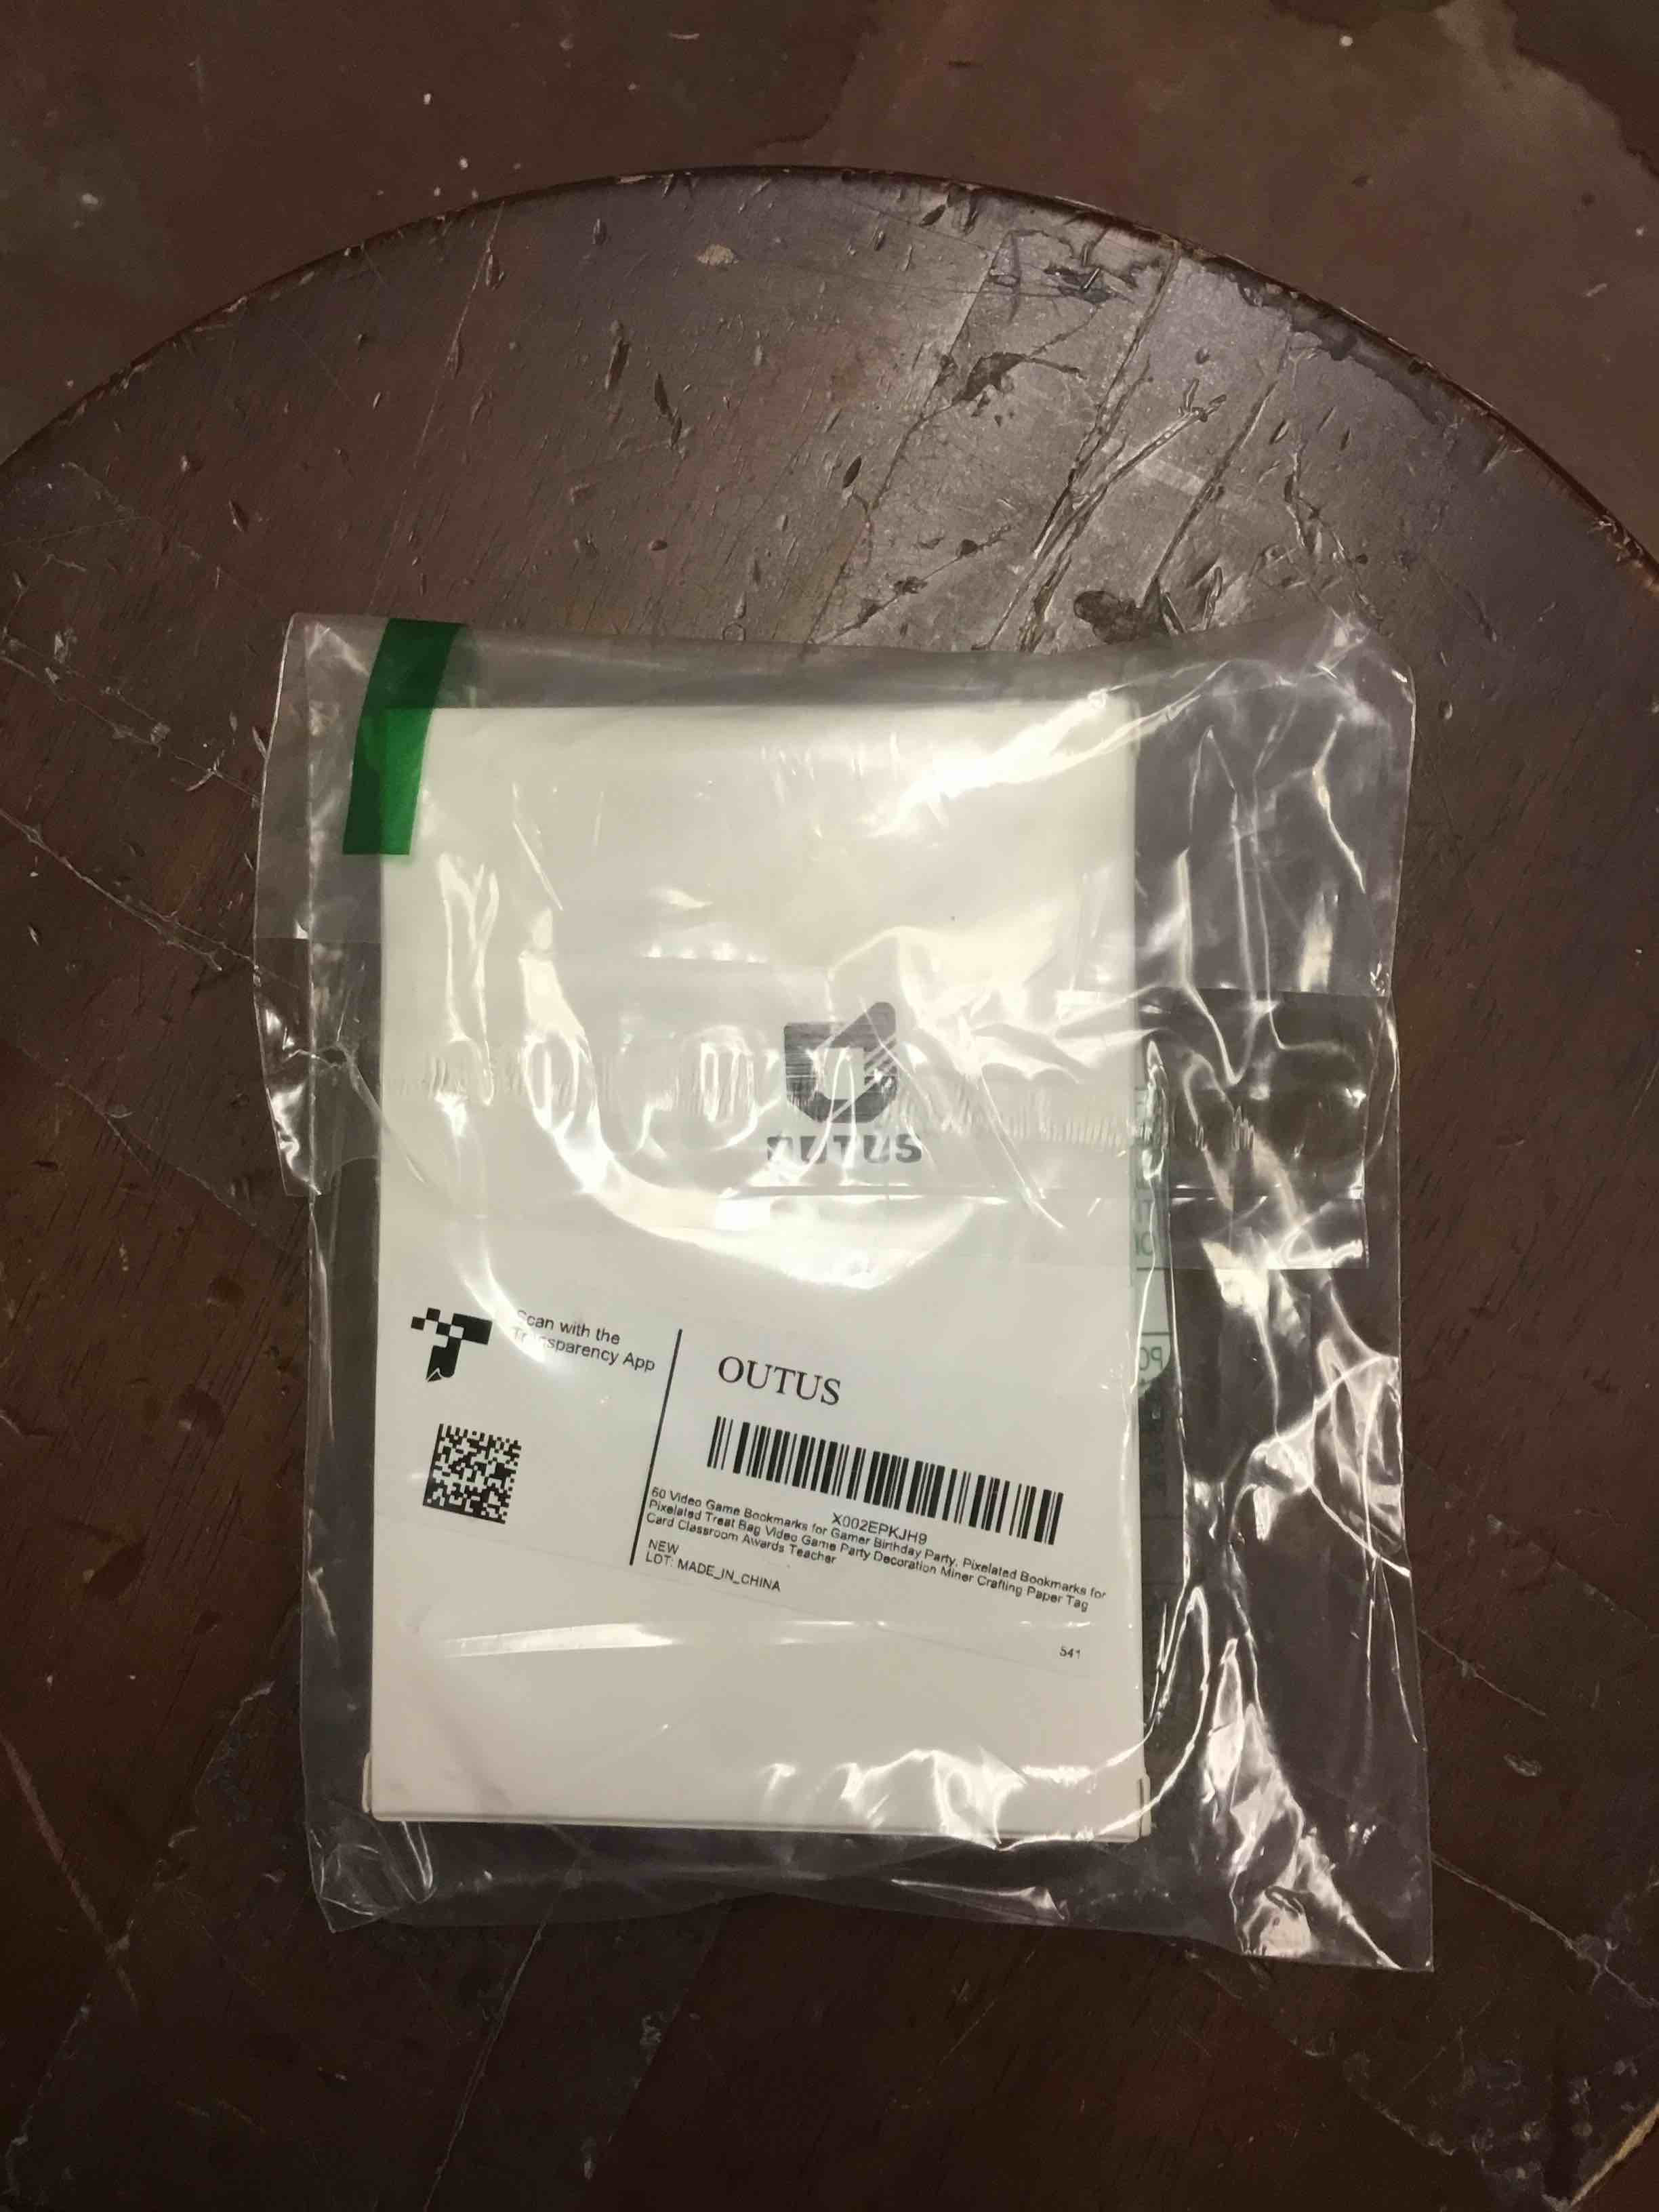 OUTUS
Scan with the
Transparency App
OUTUS
X002EPKJH9
60 Video Game Bookmarks for Gamer Birthday Party, Pixelated Bookmarks for
Pixelated Treat Bag Video Game Party Decoration Miner Crafting Paper Tag
Card Classroom Awards Teacher
NEW
LOT: MADE_IN_CHINA
541